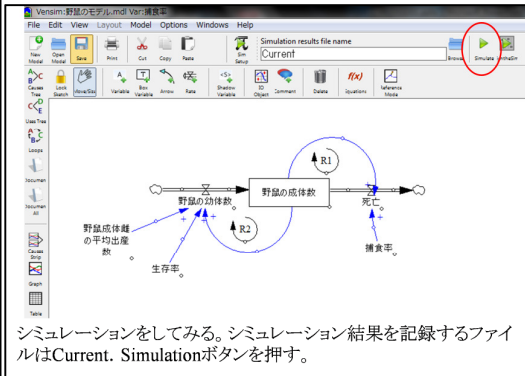 Vensim:野鼠のモデル.mdl Var:捕食率
File Edit View Layout Model Options Windows Help
New Model
Open Model
Save
Print
Cut
Copy
Paste
Sim Setup
Simulation results file name
Current
Browse
Simulate
SyntheSim
Causes Tree
Lock Sketch
Move/Size
Variable
Box Variable
Arrow
Rate
<S>
Shadow Variable
IO Object
Comment
Delete
f(x)
Equations
Reference Mode
Uses Tree
Loops
Documen
Documen All
Causes Strip
Graph
Table
R1
野鼠の成体数
野鼠の幼体数
死亡
R2
野鼠成体雌
の平均出産
数
生存率
捕食率
シミュレーションをしてみる。シミュレーション結果を記録するファイ
ルはCurrent. Simulationボタンを押す。